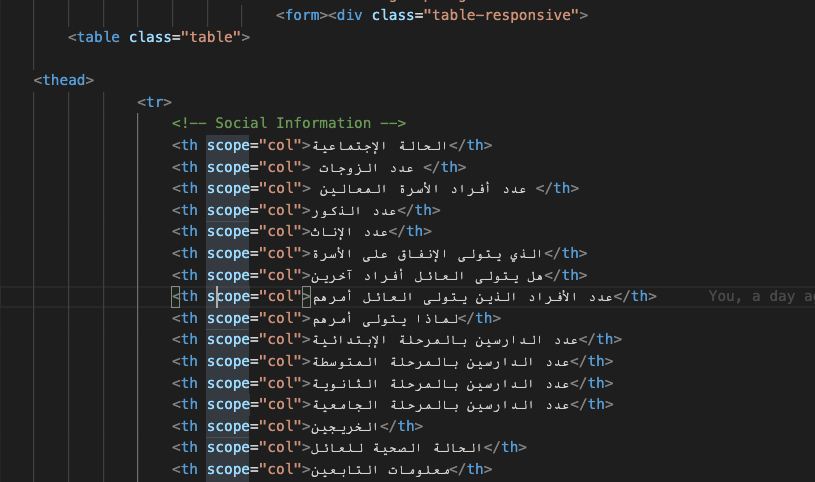 <form><div class="table-responsive">
<table class="table">
<thead>
<tr>
<!-- Social Information -->
<th scope="col">الحالة الإجتماعية</th>
<th scope="col"> عدد الزوجات </th>
<th scope="col"> عدد أفراد الأسرة المعالين </th>
<th scope="col">عدد الذكور</th>
<th scope="col">عدد الإناث</th>
<th scope="col">الذي يتولى الإنفاق على الأسرة</th>
<th scope="col">هل يتولى العائل أفراد آخرين</th>
<th scope="col">عدد الأفراد الذين يتولى العائل أمرهم</th> You, a day
<th scope="col">لماذا يتولى أمرهم</th>
<th scope="col">عدد الدارسين بالمرحلة الإبتدائية</th>
<th scope="col">عدد الدارسين بالمرحلة المتوسطة</th>
<th scope="col">عدد الدارسين بالمرحلة الثانوية</th>
<th scope="col">عدد الدارسين بالمرحلة الجامعية</th>
<th scope="col">الخريجين</th>
<th scope="col">الحالة الصحية للعائل</th>
<th scope="col">معلومات التابعين</th>